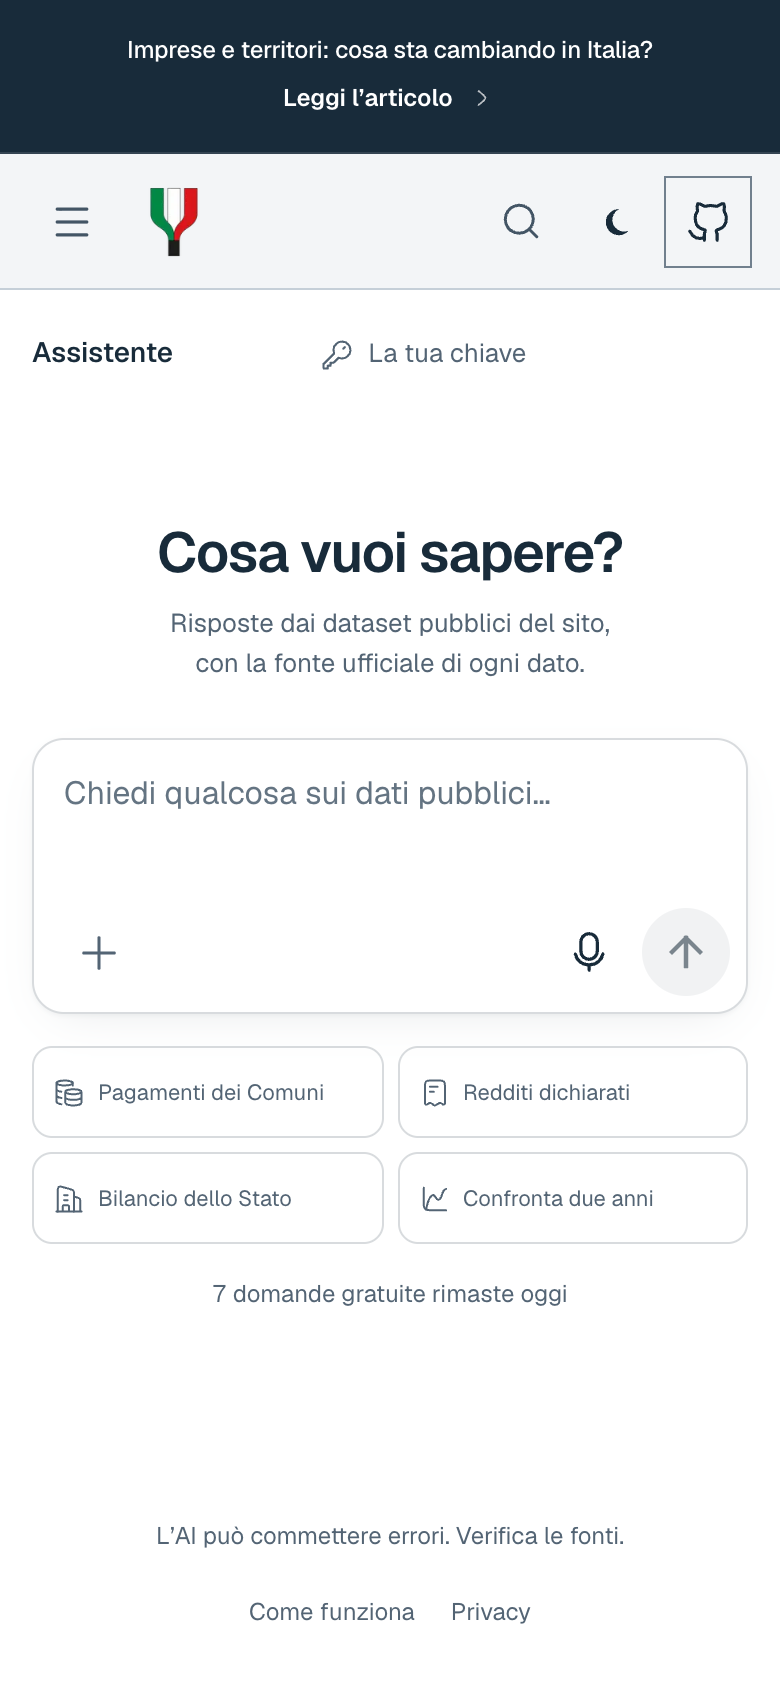 Imprese e territori: cosa sta cambiando in Italia?
Leggi l’articolo
Assistente
La tua chiave
Cosa vuoi sapere?
Risposte dai dataset pubblici del sito,
con la fonte ufficiale di ogni dato.
Chiedi qualcosa sui dati pubblici…
Pagamenti dei Comuni
Redditi dichiarati
Bilancio dello Stato
Confronta due anni
7 domande gratuite rimaste oggi
L’AI può commettere errori. Verifica le fonti.
Come funziona
Privacy